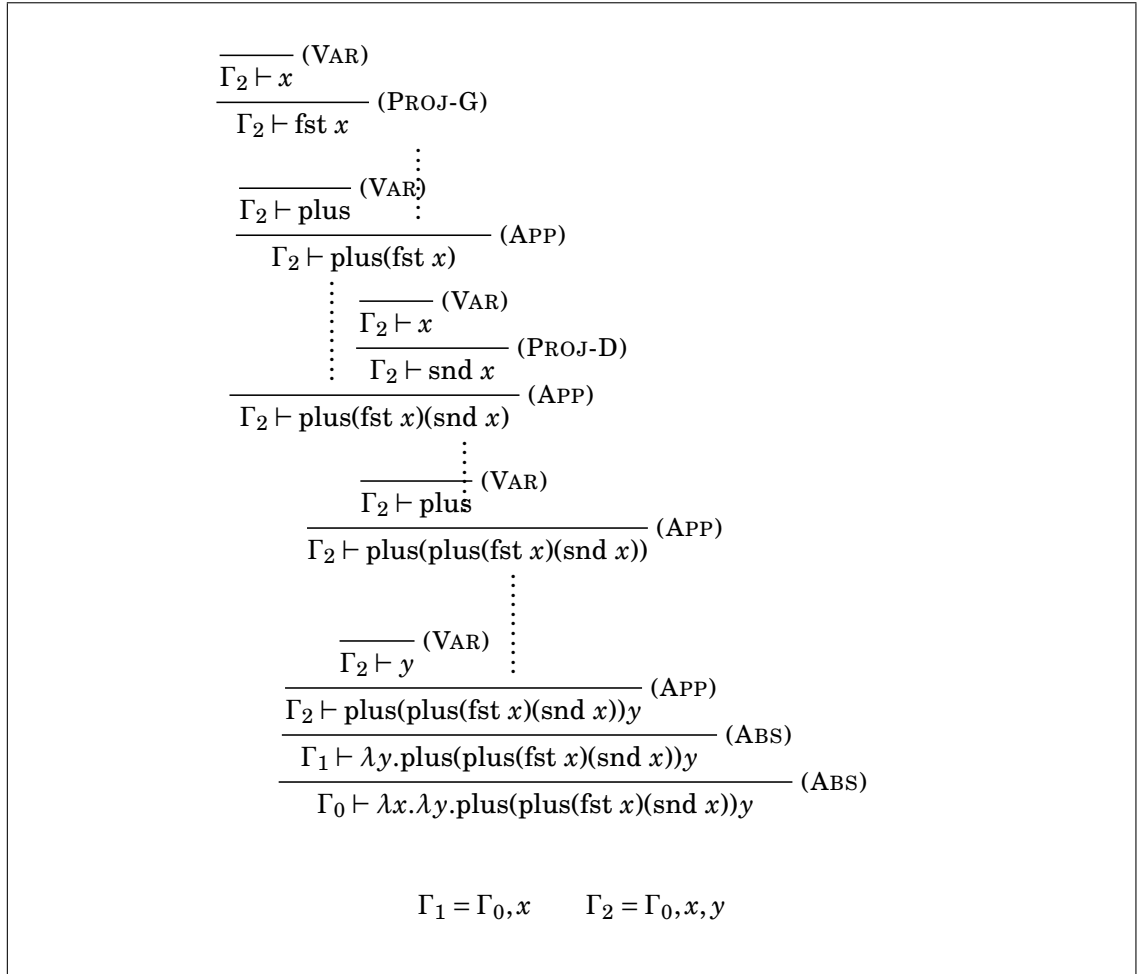 (VAR)
Γ₂ ⊢ x
(PROJ-G)
Γ₂ ⊢ fst x
(VAR)
Γ₂ ⊢ plus
(APP)
Γ₂ ⊢ plus(fst x)
(VAR)
Γ₂ ⊢ x
(PROJ-D)
Γ₂ ⊢ snd x
(APP)
Γ₂ ⊢ plus(fst x)(snd x)
(VAR)
Γ₂ ⊢ plus
(APP)
Γ₂ ⊢ plus(plus(fst x)(snd x))
(VAR)
Γ₂ ⊢ y
(APP)
Γ₂ ⊢ plus(plus(fst x)(snd x))y
(ABS)
Γ₁ ⊢ λy.plus(plus(fst x)(snd x))y
(ABS)
Γ₀ ⊢ λx.λy.plus(plus(fst x)(snd x))y
Γ₁ = Γ₀, x Γ₂ = Γ₀, x, y